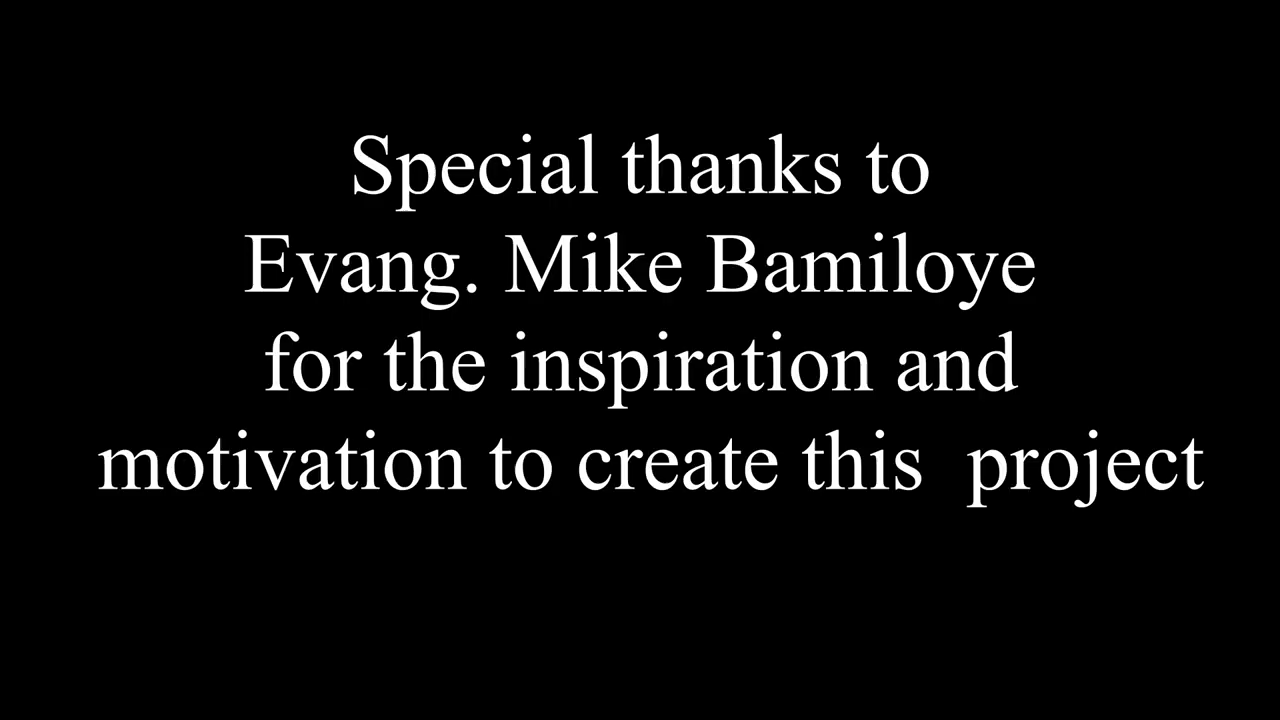 Special thanks to
Evang. Mike Bamiloye
for the inspiration and
motivation to create this  project